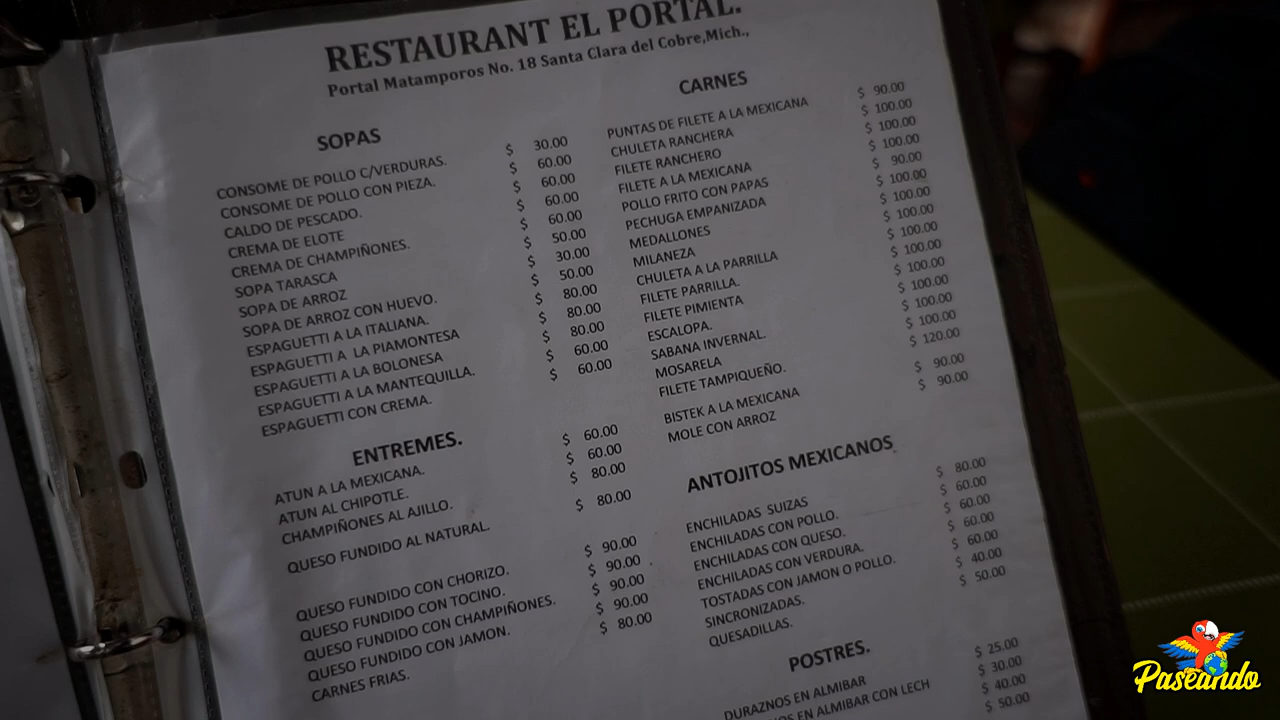 RESTAURANT EL PORTAL.
Portal Matamporos No. 18 Santa Clara del Cobre,Mich.,
SOPAS
CONSOME DE POLLO C/VERDURAS. $ 30.00
CONSOME DE POLLO CON PIEZA. $ 60.00
CALDO DE PESCADO. $ 60.00
CREMA DE ELOTE $ 60.00
CREMA DE CHAMPIÑONES. $ 60.00
SOPA TARASCA $ 50.00
SOPA DE ARROZ $ 30.00
SOPA DE ARROZ CON HUEVO. $ 50.00
ESPAGUETTI A LA ITALIANA. $ 80.00
ESPAGUETTI A LA PIAMONTESA $ 80.00
ESPAGUETTI A LA BOLONESA $ 80.00
ESPAGUETTI A LA MANTEQUILLA. $ 60.00
ESPAGUETTI CON CREMA. $ 60.00
ENTREMES.
ATUN A LA MEXICANA. $ 60.00
ATUN AL CHIPOTLE. $ 60.00
CHAMPIÑONES AL AJILLO. $ 80.00
QUESO FUNDIDO AL NATURAL. $ 80.00
QUESO FUNDIDO CON CHORIZO. $ 90.00
QUESO FUNDIDO CON TOCINO. $ 90.00
QUESO FUNDIDO CON CHAMPIÑONES. $ 90.00
QUESO FUNDIDO CON JAMON. $ 90.00
CARNES FRIAS. $ 80.00
CARNES
PUNTAS DE FILETE A LA MEXICANA $ 90.00
CHULETA RANCHERA $ 100.00
FILETE RANCHERO $ 100.00
FILETE A LA MEXICANA $ 100.00
POLLO FRITO CON PAPAS $ 90.00
PECHUGA EMPANIZADA $ 100.00
MEDALLONES $ 100.00
MILANEZA $ 100.00
CHULETA A LA PARRILLA $ 100.00
FILETE PARRILLA. $ 100.00
FILETE PIMIENTA $ 100.00
ESCALOPA. $ 100.00
SABANA INVERNAL. $ 100.00
MOSARELA $ 100.00
FILETE TAMPIQUEÑO. $ 120.00
BISTEK A LA MEXICANA $ 90.00
MOLE CON ARROZ $ 90.00
ANTOJITOS MEXICANOS
ENCHILADAS SUIZAS $ 80.00
ENCHILADAS CON POLLO. $ 60.00
ENCHILADAS CON QUESO. $ 60.00
ENCHILADAS CON VERDURA. $ 60.00
TOSTADAS CON JAMON O POLLO. $ 60.00
SINCRONIZADAS. $ 40.00
QUESADILLAS. $ 50.00
POSTRES.
DURAZNOS EN ALMIBAR $ 25.00
EN ALMIBAR CON LECH $ 30.00
$ 40.00
$ 50.00
Paseando